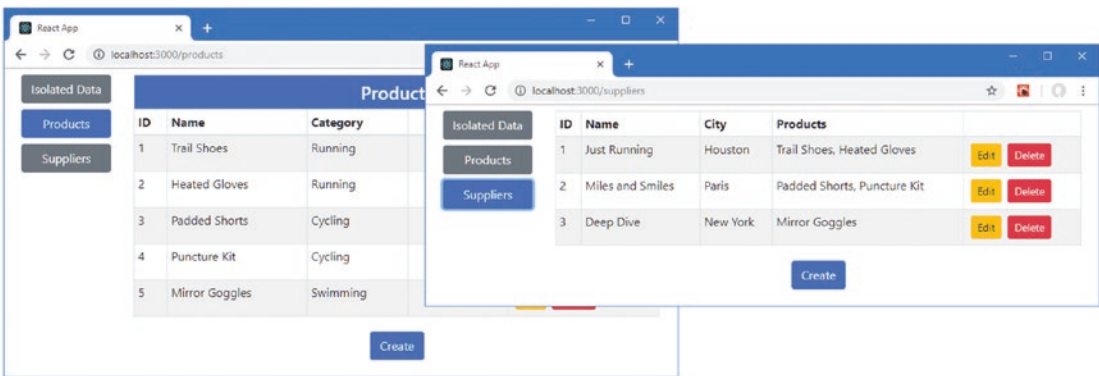 React App
localhost:3000/products
Isolated Data
Products
Suppliers
Product
ID Name Category
1 Trail Shoes Running
2 Heated Gloves Running
3 Padded Shorts Cycling
4 Puncture Kit Cycling
5 Mirror Goggles Swimming
Create
React App
localhost:3000/suppliers
Isolated Data
Products
Suppliers
ID Name City Products
1 Just Running Houston Trail Shoes, Heated Gloves Edit Delete
2 Miles and Smiles Paris Padded Shorts, Puncture Kit Edit Delete
3 Deep Dive New York Mirror Goggles Edit Delete
Create